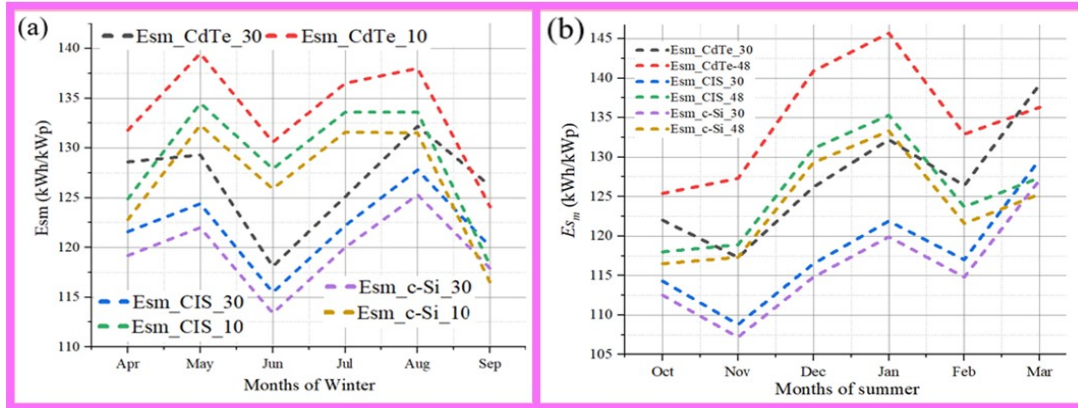 (a)
Esm_CdTe_30 Esm_CdTe_10
140
135
130
125
120
115
110
Esm (kWh/kWp)
Esm_CIS_30 Esm_c-Si_30
Esm_CIS_10 Esm_c-Si_10
Apr May Jun Jul Aug Sep
Months of Winter
(b)
Esm_CdTe_30
Esm_CdTe-48
Esm_CIS_30
Esm_CIS_48
Esm_c-Si_30
Esm_c-Si_48
145
140
135
130
125
120
115
110
105
Esm (kWh/kWp)
Oct Nov Dec Jan Feb Mar
Months of summer